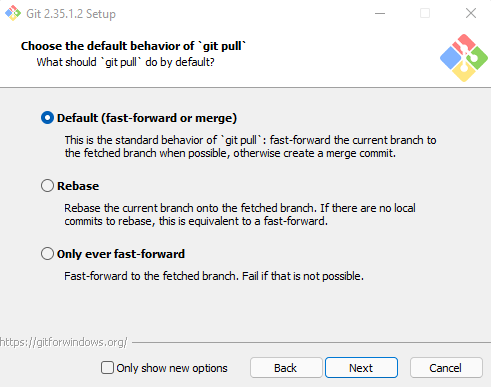 Git 2.35.1.2 Setup
Choose the default behavior of `git pull`
What should `git pull` do by default?
Default (fast-forward or merge)
This is the standard behavior of `git pull`: fast-forward the current branch to
the fetched branch when possible, otherwise create a merge commit.
Rebase
Rebase the current branch onto the fetched branch. If there are no local
commits to rebase, this is equivalent to a fast-forward.
Only ever fast-forward
Fast-forward to the fetched branch. Fail if that is not possible.
https://gitforwindows.org/
Only show new options Back Next Cancel